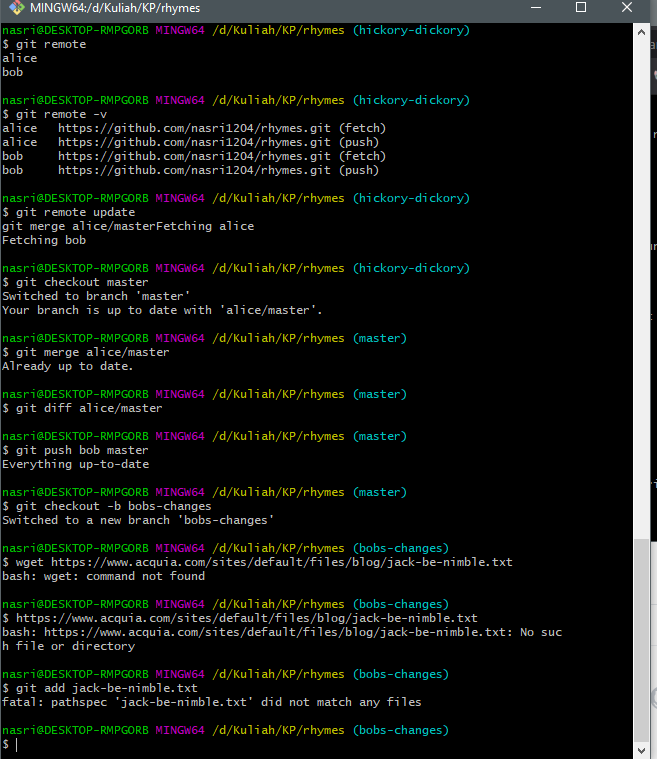 MINGW64:/d/Kuliah/KP/rhymes
nasri@DESKTOP-RMPGORB MINGW64 /d/Kuliah/KP/rhymes (hickory-dickory)
$ git remote
alice
bob
nasri@DESKTOP-RMPGORB MINGW64 /d/Kuliah/KP/rhymes (hickory-dickory)
$ git remote -v
alice   https://github.com/nasri1204/rhymes.git (fetch)
alice   https://github.com/nasri1204/rhymes.git (push)
bob     https://github.com/nasri1204/rhymes.git (fetch)
bob     https://github.com/nasri1204/rhymes.git (push)
nasri@DESKTOP-RMPGORB MINGW64 /d/Kuliah/KP/rhymes (hickory-dickory)
$ git remote update
git merge alice/masterFetching alice
Fetching bob
nasri@DESKTOP-RMPGORB MINGW64 /d/Kuliah/KP/rhymes (hickory-dickory)
$ git checkout master
Switched to branch 'master'
Your branch is up to date with 'alice/master'.
nasri@DESKTOP-RMPGORB MINGW64 /d/Kuliah/KP/rhymes (master)
$ git merge alice/master
Already up to date.
nasri@DESKTOP-RMPGORB MINGW64 /d/Kuliah/KP/rhymes (master)
$ git diff alice/master
nasri@DESKTOP-RMPGORB MINGW64 /d/Kuliah/KP/rhymes (master)
$ git push bob master
Everything up-to-date
nasri@DESKTOP-RMPGORB MINGW64 /d/Kuliah/KP/rhymes (master)
$ git checkout -b bobs-changes
Switched to a new branch 'bobs-changes'
nasri@DESKTOP-RMPGORB MINGW64 /d/Kuliah/KP/rhymes (bobs-changes)
$ wget https://www.acquia.com/sites/default/files/blog/jack-be-nimble.txt
bash: wget: command not found
nasri@DESKTOP-RMPGORB MINGW64 /d/Kuliah/KP/rhymes (bobs-changes)
$ https://www.acquia.com/sites/default/files/blog/jack-be-nimble.txt
bash: https://www.acquia.com/sites/default/files/blog/jack-be-nimble.txt: No suc
h file or directory
nasri@DESKTOP-RMPGORB MINGW64 /d/Kuliah/KP/rhymes (bobs-changes)
$ git add jack-be-nimble.txt
fatal: pathspec 'jack-be-nimble.txt' did not match any files
nasri@DESKTOP-RMPGORB MINGW64 /d/Kuliah/KP/rhymes (bobs-changes)
$